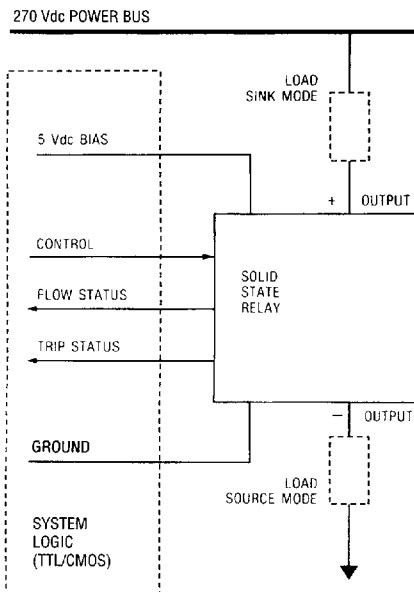 270 Vdc POWER BUS
LOAD
SINK MODE
5 Vdc BIAS
+ OUTPUT
CONTROL
SOLID
STATE
RELAY
FLOW STATUS
TRIP STATUS
− OUTPUT
GROUND
LOAD
SOURCE MODE
SYSTEM
LOGIC
(TTL/CMOS)